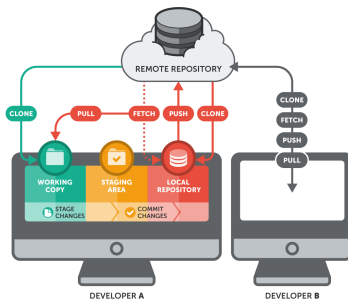 REMOTE REPOSITORY
CLONE
PULL
FETCH
PUSH
CLONE
CLONE
FETCH
PUSH
PULL
WORKING
COPY
STAGING
AREA
LOCAL
REPOSITORY
STAGE
CHANGES
COMMIT
CHANGES
DEVELOPER A
DEVELOPER B